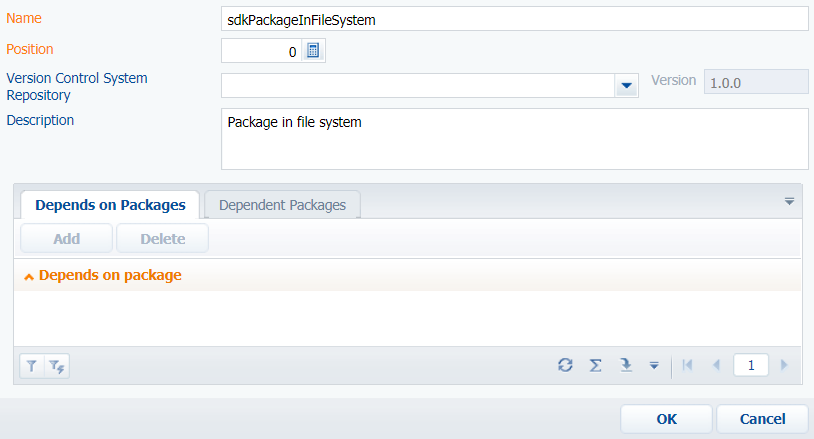 Name
sdkPackageInFileSystem
Position
0
Version Control System
Repository
Version
1.0.0
Description
Package in file system
Depends on Packages
Dependent Packages
Add
Delete
Depends on package
1
OK
Cancel